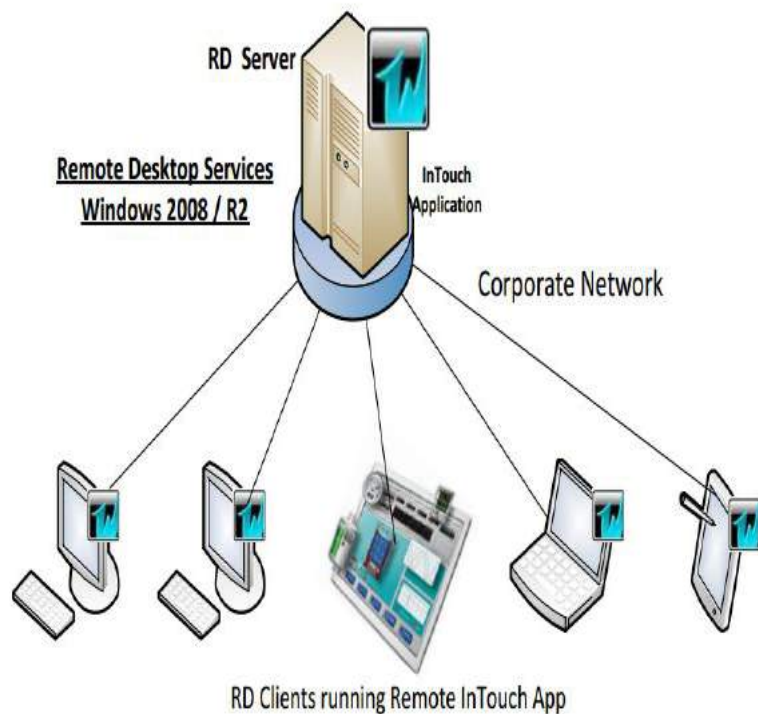 RD Server
Remote Desktop Services
Windows 2008 / R2
InTouch
Application
Corporate Network
RD Clients running Remote InTouch App